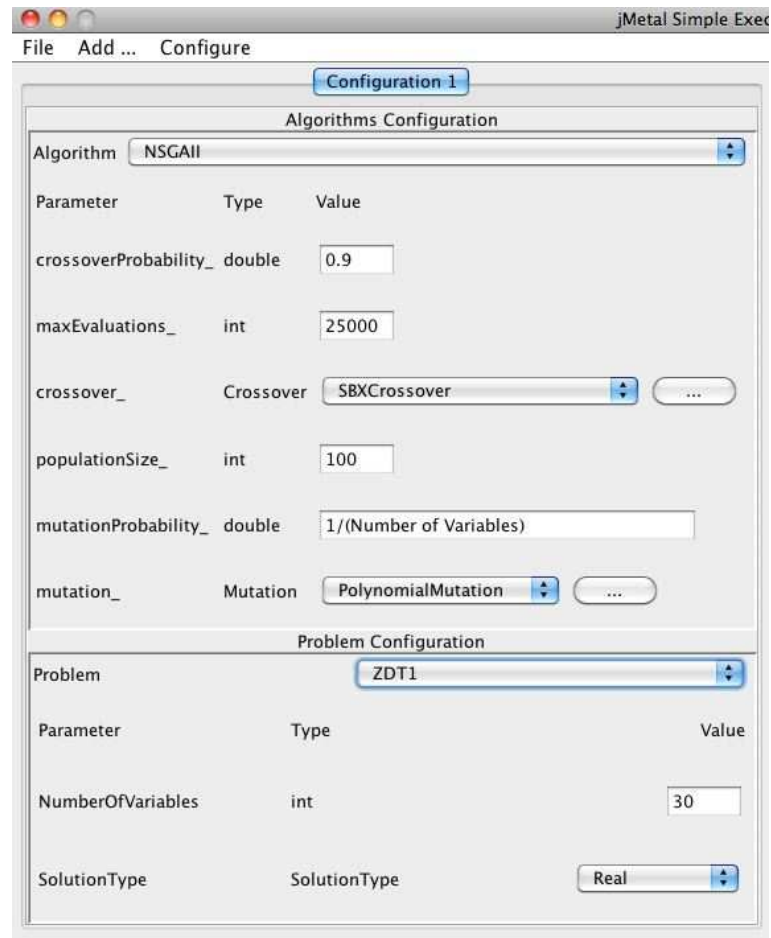 jMetal Simple Exec
File Add ... Configure
Configuration 1
Algorithms Configuration
Algorithm NSGAII
Parameter Type Value
crossoverProbability_ double 0.9
maxEvaluations_ int 25000
crossover_ Crossover SBXCrossover ...
populationSize_ int 100
mutationProbability_ double 1/(Number of Variables)
mutation_ Mutation PolynomialMutation ...
Problem Configuration
Problem ZDT1
Parameter Type Value
NumberOfVariables int 30
SolutionType SolutionType Real